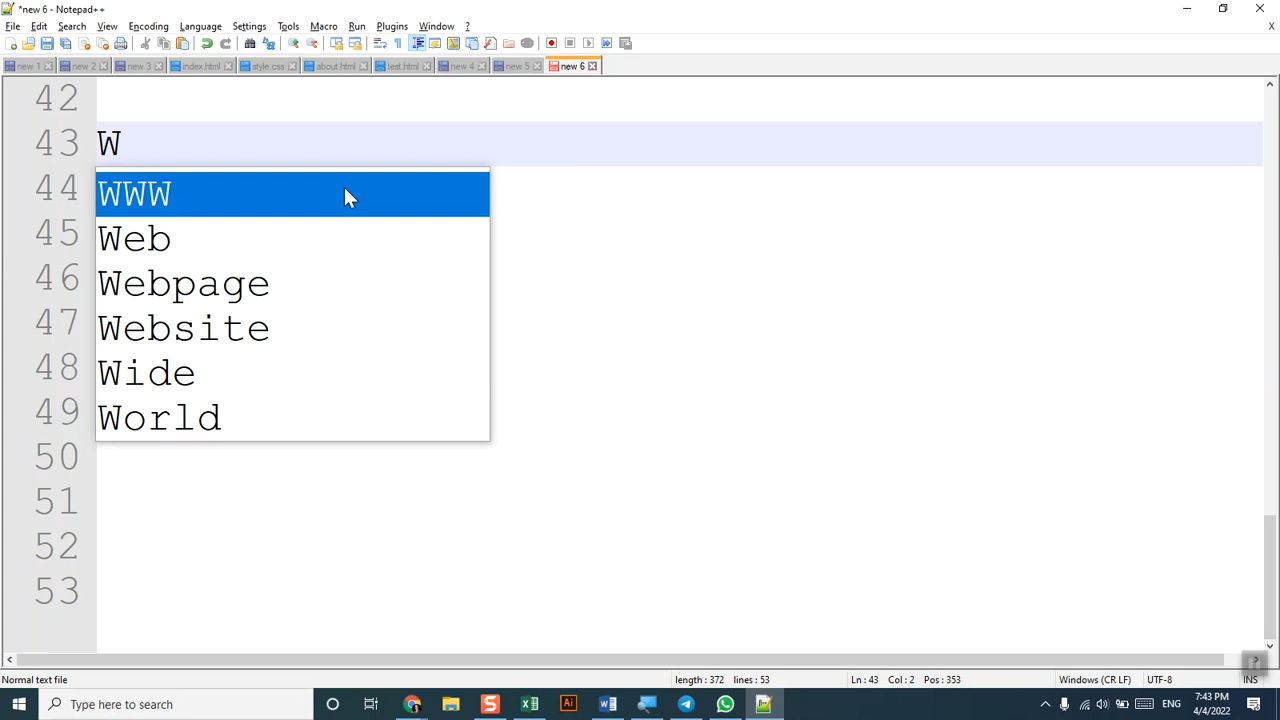 *new 6 - Notepad++
File Edit Search View Encoding Language Settings Tools Macro Run Plugins Window ?
X
new 1 new 2 new 3 index.html style.css about.html test.html new 4 new 5 new 6
42
43 W
44 WWW
45 Web
46 Webpage
47 Website
48 Wide
49 World
50
51
52
53
Normal text file length : 372 lines : 53 Ln : 43 Col : 2 Pos : 353 Windows (CR LF) UTF-8 INS
Type here to search ENG 7:43 PM
4/4/2022